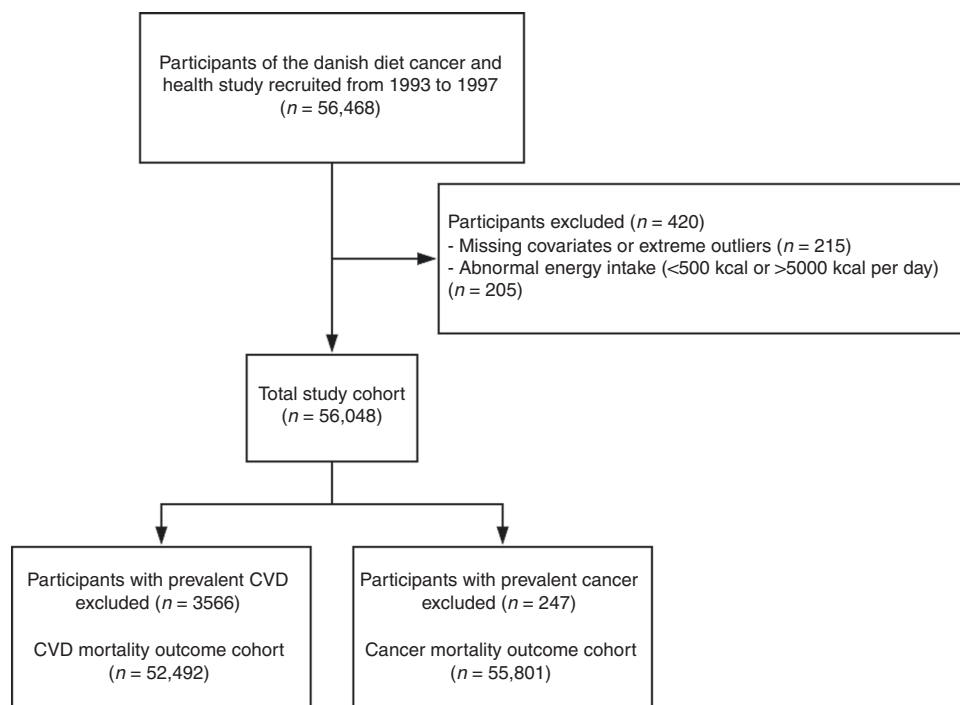 Participants of the danish diet cancer and
health study recruited from 1993 to 1997
(n = 56,468)
Participants excluded (n = 420)
- Missing covariates or extreme outliers (n = 215)
- Abnormal energy intake (<500 kcal or >5000 kcal per day)
(n = 205)
Total study cohort
(n = 56,048)
Participants with prevalent CVD
excluded (n = 3566)
CVD mortality outcome cohort
(n = 52,492)
Participants with prevalent cancer
excluded (n = 247)
Cancer mortality outcome cohort
(n = 55,801)